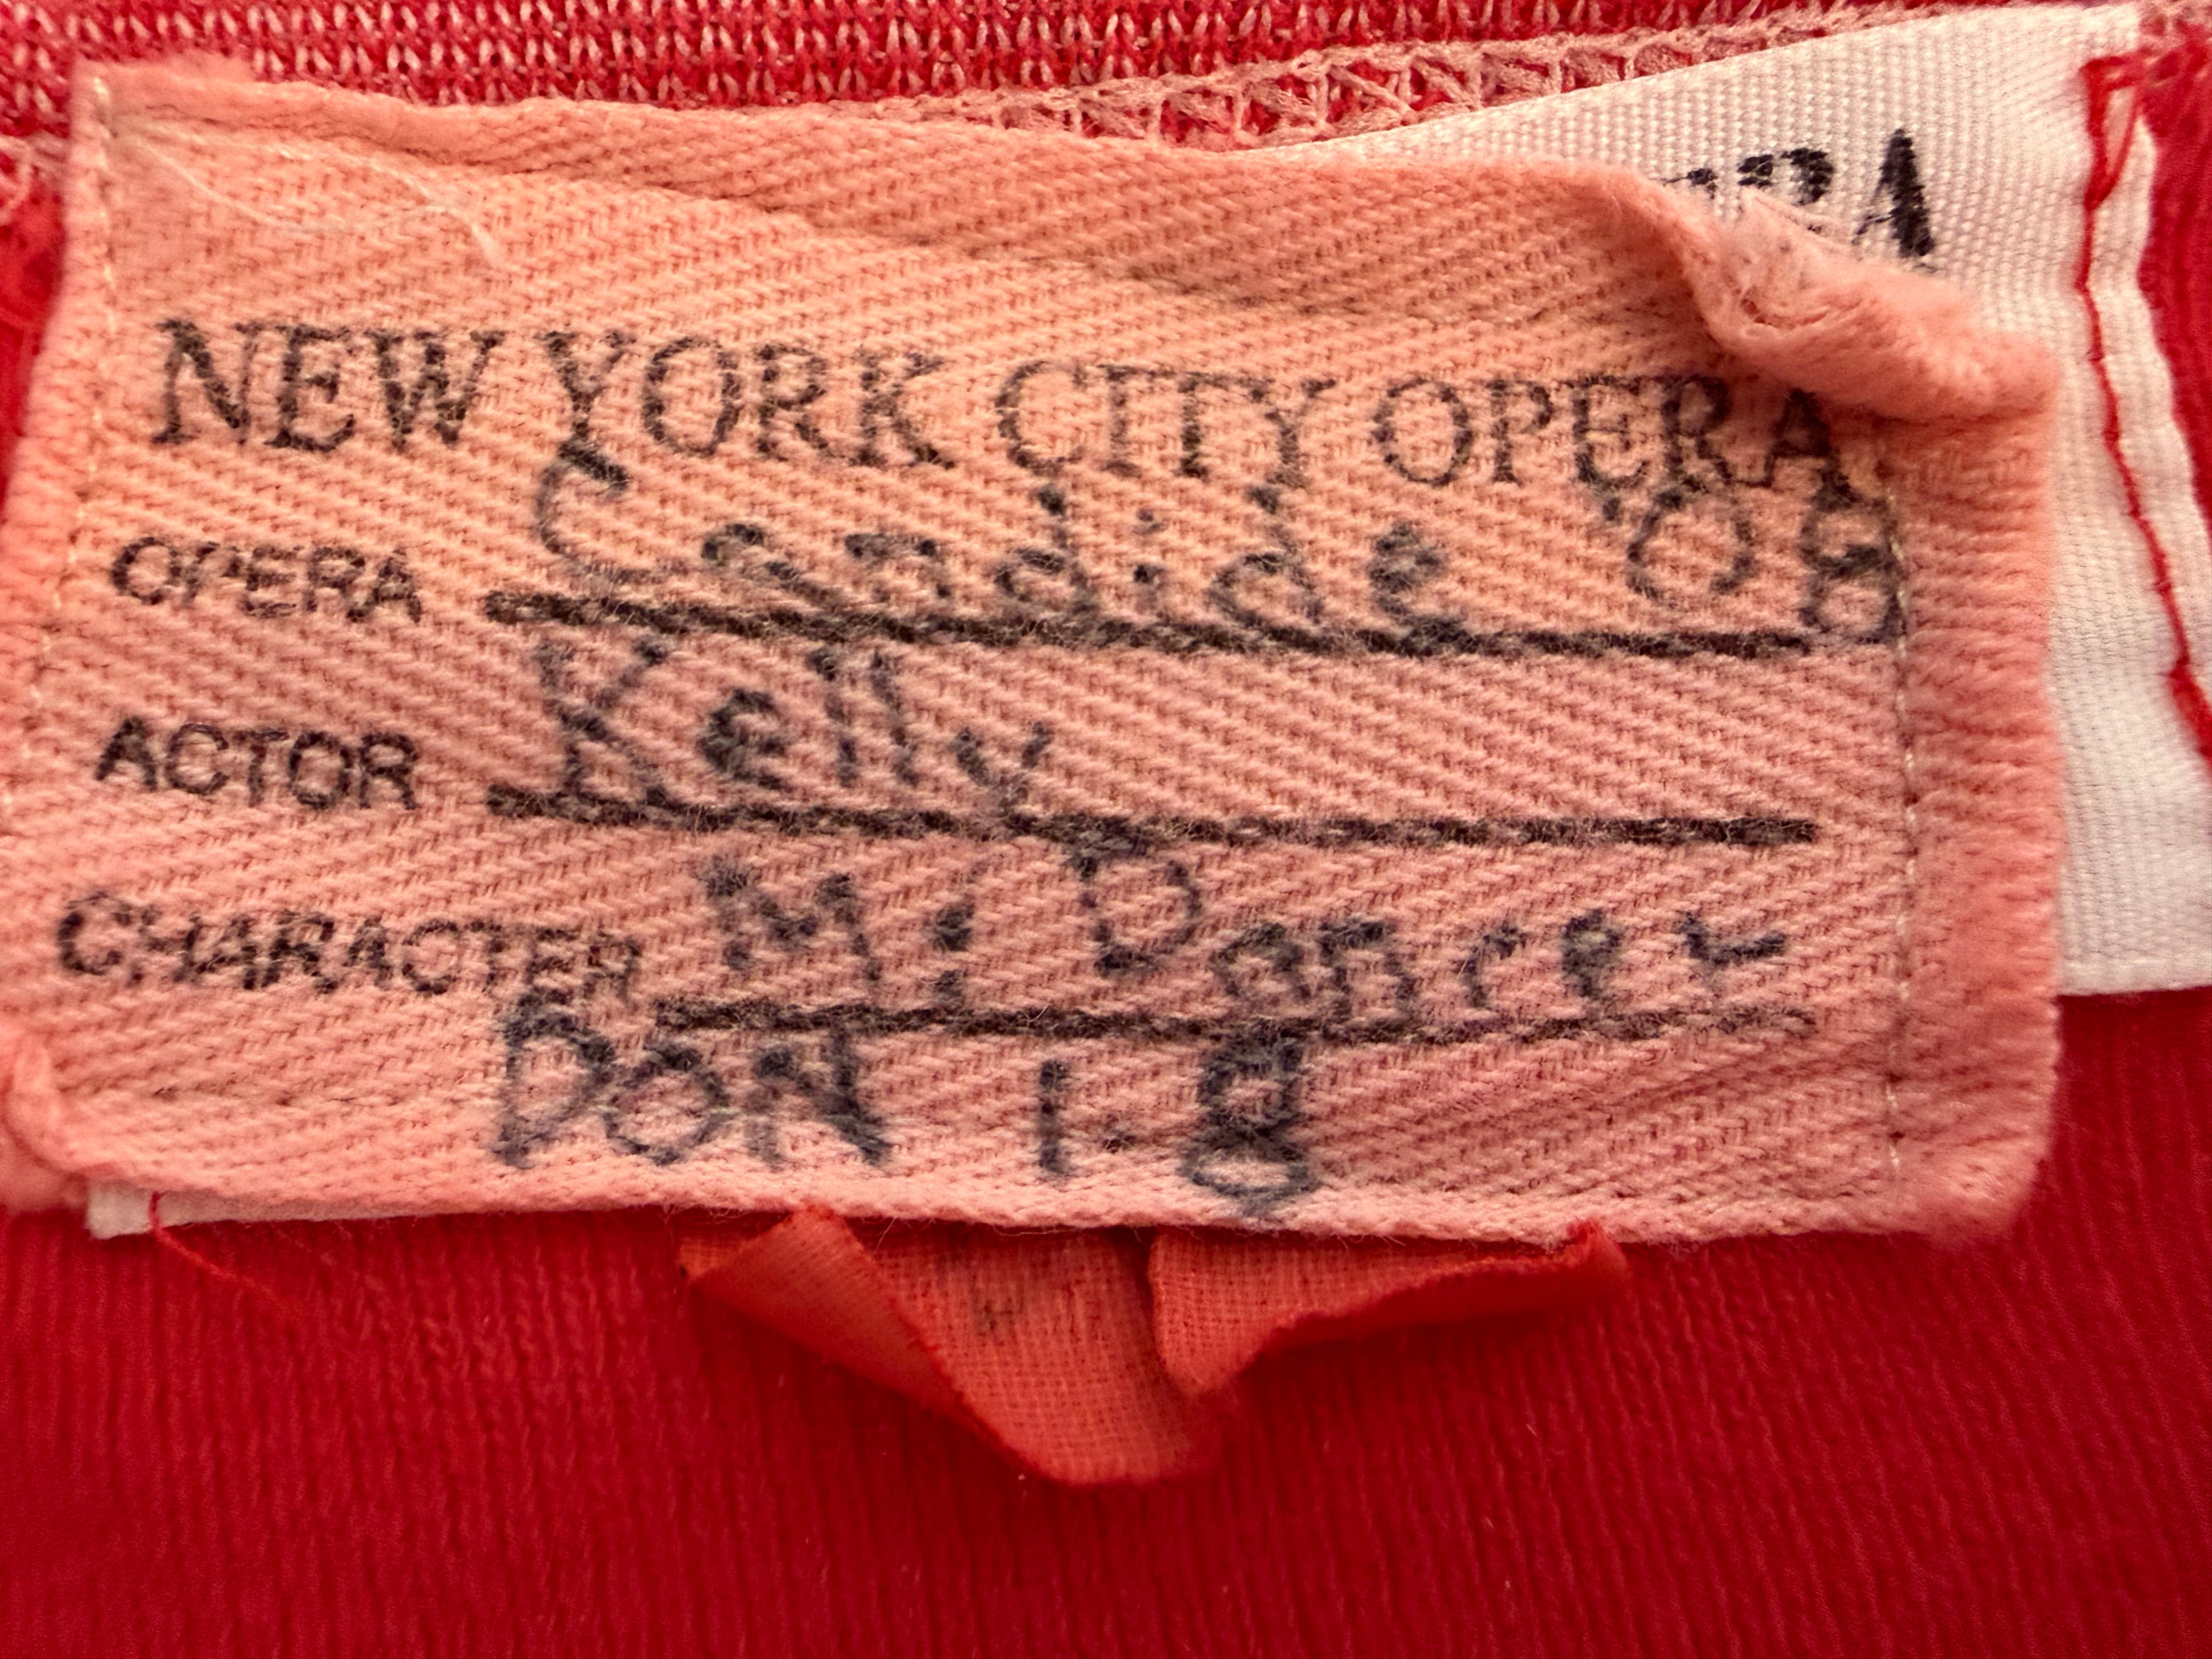 NEW YORK CITY OPERA
OPERA Candide '08
ACTOR Kelly
CHARACTER M: Dancer
DON 1-8